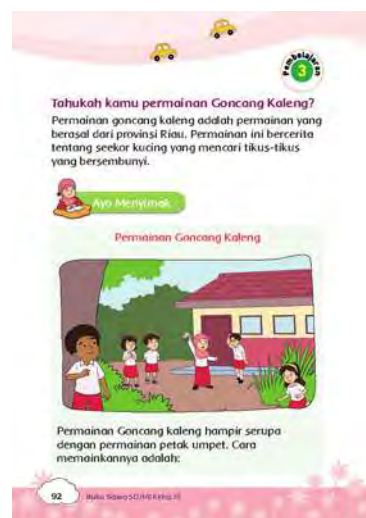 Pembelajaran
3
Tahukah kamu permainan Goncang Kaleng?
Permainan goncang kaleng adalah permainan yang
berasal dari provinsi Riau. Permainan ini bercerita
tentang seekor kucing yang mencari tikus-tikus
yang bersembunyi.
Ayo Menyimak
Permainan Goncang Kaleng
Permainan Goncang kaleng hampir serupa
dengan permainan petak umpet. Cara
memainkannya adalah:
92 Buku Siswa SD/MI Kelas III